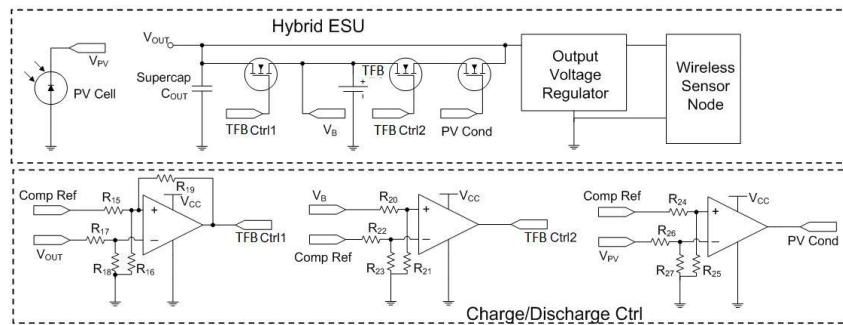 Hybrid ESU
VOUT
VPV
PV Cell
Supercap
COUT
TFB Ctrl1
VB
TFB
+
-
TFB Ctrl2
PV Cond
Output
Voltage
Regulator
Wireless
Sensor
Node
Comp Ref
R15
R19
VCC
R17
VOUT
R18
R16
+
−
TFB Ctrl1
VB
R20
VCC
R22
Comp Ref
R23
R21
+
−
TFB Ctrl2
Comp Ref
R24
VCC
R26
VPV
R27
R25
+
−
PV Cond
Charge/Discharge Ctrl